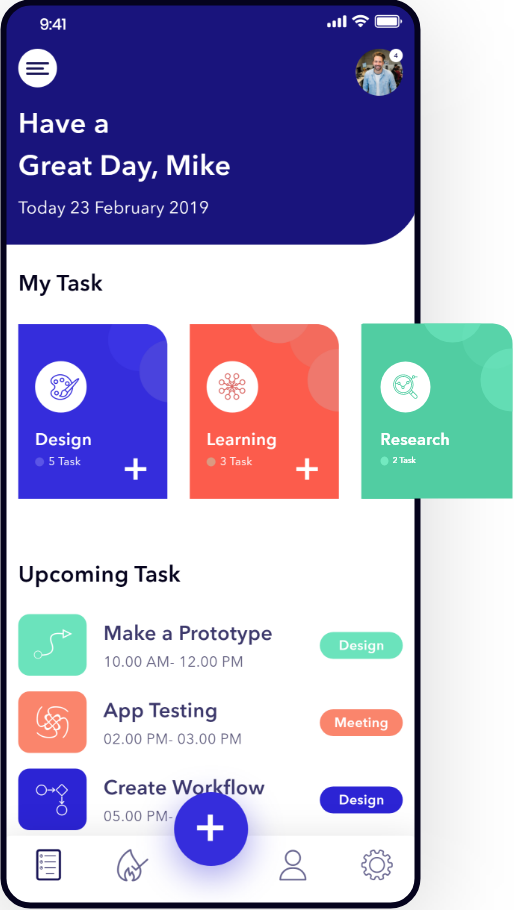 9:41
4
Have a
Great Day, Mike
Today 23 February 2019
My Task
Design
5 Task
Learning
3 Task
Research
2 Task
Upcoming Task
Make a Prototype
10.00 AM- 12.00 PM
Design
App Testing
02.00 PM- 03.00 PM
Meeting
Create Workflow
05.00 PM-
Design